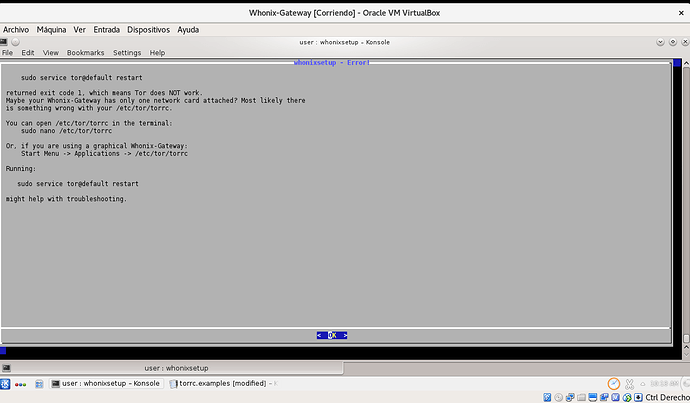 Whonix-Gateway [Corriendo] - Oracle VM VirtualBox
Archivo Máquina Ver Entrada Dispositivos Ayuda
user : whonixsetup – Konsole
File Edit View Bookmarks Settings Help
whonixsetup - Error!
sudo service tor@default restart
returned exit code 1, which means Tor does NOT work.
Maybe your Whonix-Gateway has only one network card attached? Most likely there
is something wrong with your /etc/tor/torrc.
You can open /etc/tor/torrc in the terminal:
sudo nano /etc/tor/torrc
Or, if you are using a graphical Whonix-Gateway:
Start Menu -> Applications -> /etc/tor/torrc
Running:
sudo service tor@default restart
might help with troubleshooting.
< OK >
user : whonixsetup
user : whonixsetup – Konsole torrc.examples [modified] –
Ctrl Derecho